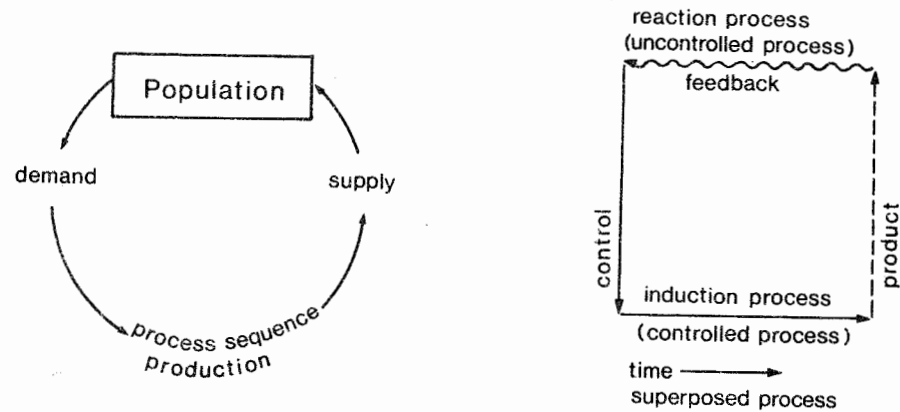 Population
demand
supply
process sequence
production
reaction process
(uncontrolled process)
feedback
control
product
induction process
(controlled process)
time
superposed process